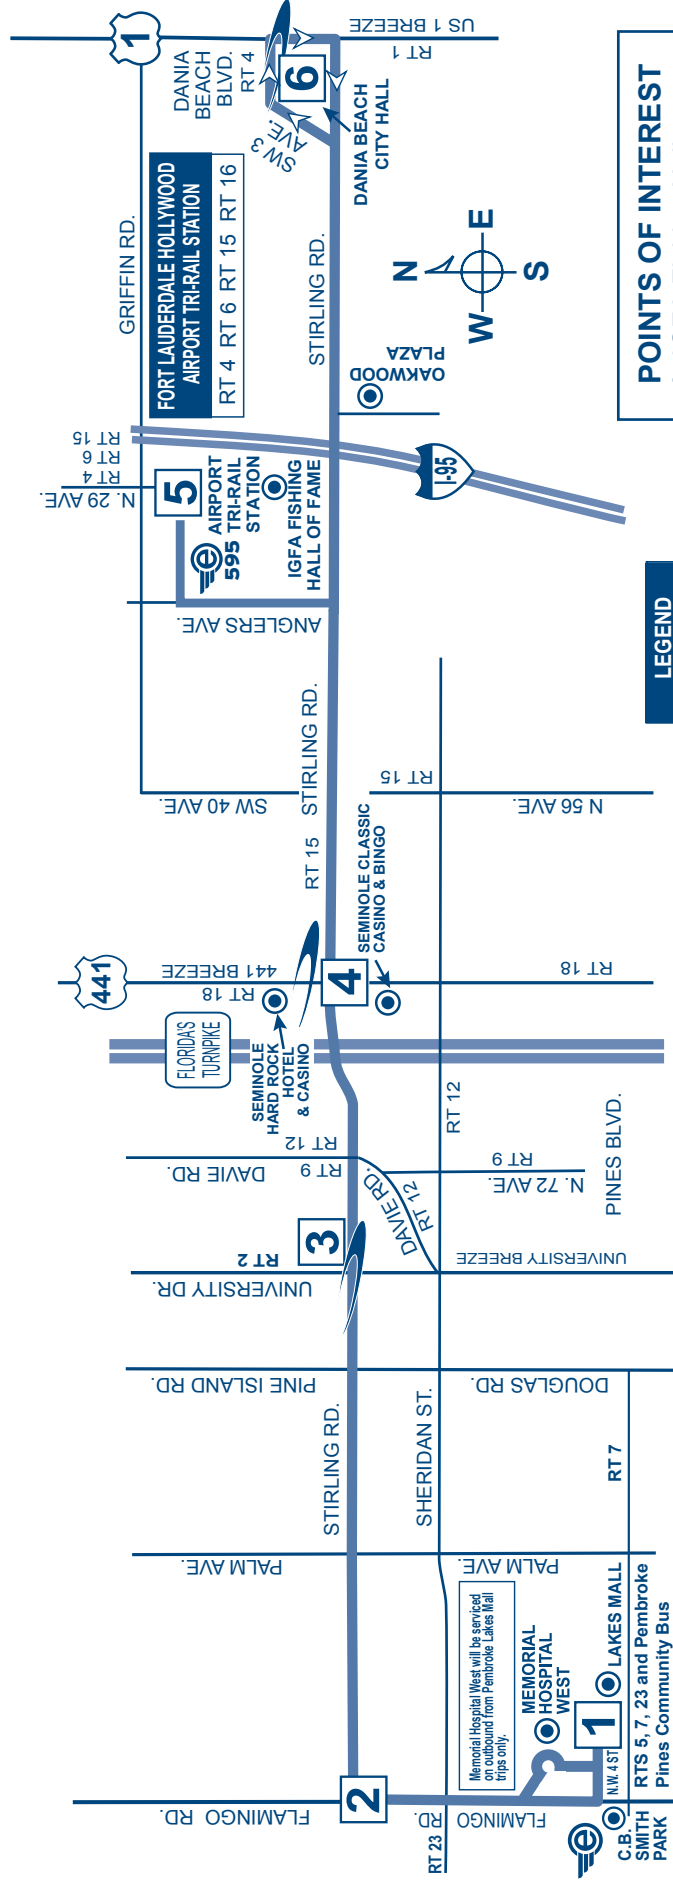 FLAMINGO RD.
PALM AVE.
PINE ISLAND RD.
UNIVERSITY DR.
RT 2
DAVIE RD.
RT 9
RT 12
FLORIDA'S
TURNPIKE
441
441 BREEZE
RT 18
SW 40 AVE.
ANGLERS AVE.
N. 29 AVE.
RT 4
RT 6
RT 15
GRIFFIN RD.
FORT LAUDERDALE HOLLYWOOD
AIRPORT TRI-RAIL STATION
RT 4 RT 6 RT 15 RT 16
1
DANIA
BEACH
BLVD.
RT 4
US 1 BREEZE
RT 1
SW 3
AVE.
6
DANIA BEACH
CITY HALL
5
e
595
AIRPORT
TRI-RAIL
STATION
IGFA FISHING
HALL OF FAME
SEMINOLE
HARD ROCK
HOTEL
& CASINO
2
STIRLING RD.
3
4
RT 15
STIRLING RD.
STIRLING RD.
SEMINOLE CLASSIC
CASINO & BINGO
I-95
OAKWOOD
PLAZA
N
W
E
S
RT 23
FLAMINGO
RD.
SHERIDAN ST.
DAVIE RD.
RT 12
RT 12
RT 15
Memorial Hospital West will be serviced
on outbound from Pembroke Lakes Mall
trips only.
MEMORIAL
HOSPITAL
WEST
PALM AVE.
DOUGLAS RD.
UNIVERSITY BREEZE
N. 72 AVE.
RT 9
RT 18
N 56 AVE.
PINES BLVD.
1
LAKES MALL
N.W. 4 ST
RT 7
e
C.B.
SMITH
PARK
RTS 5, 7, 23 and Pembroke
Pines Community Bus
LEGEND
POINTS OF INTEREST